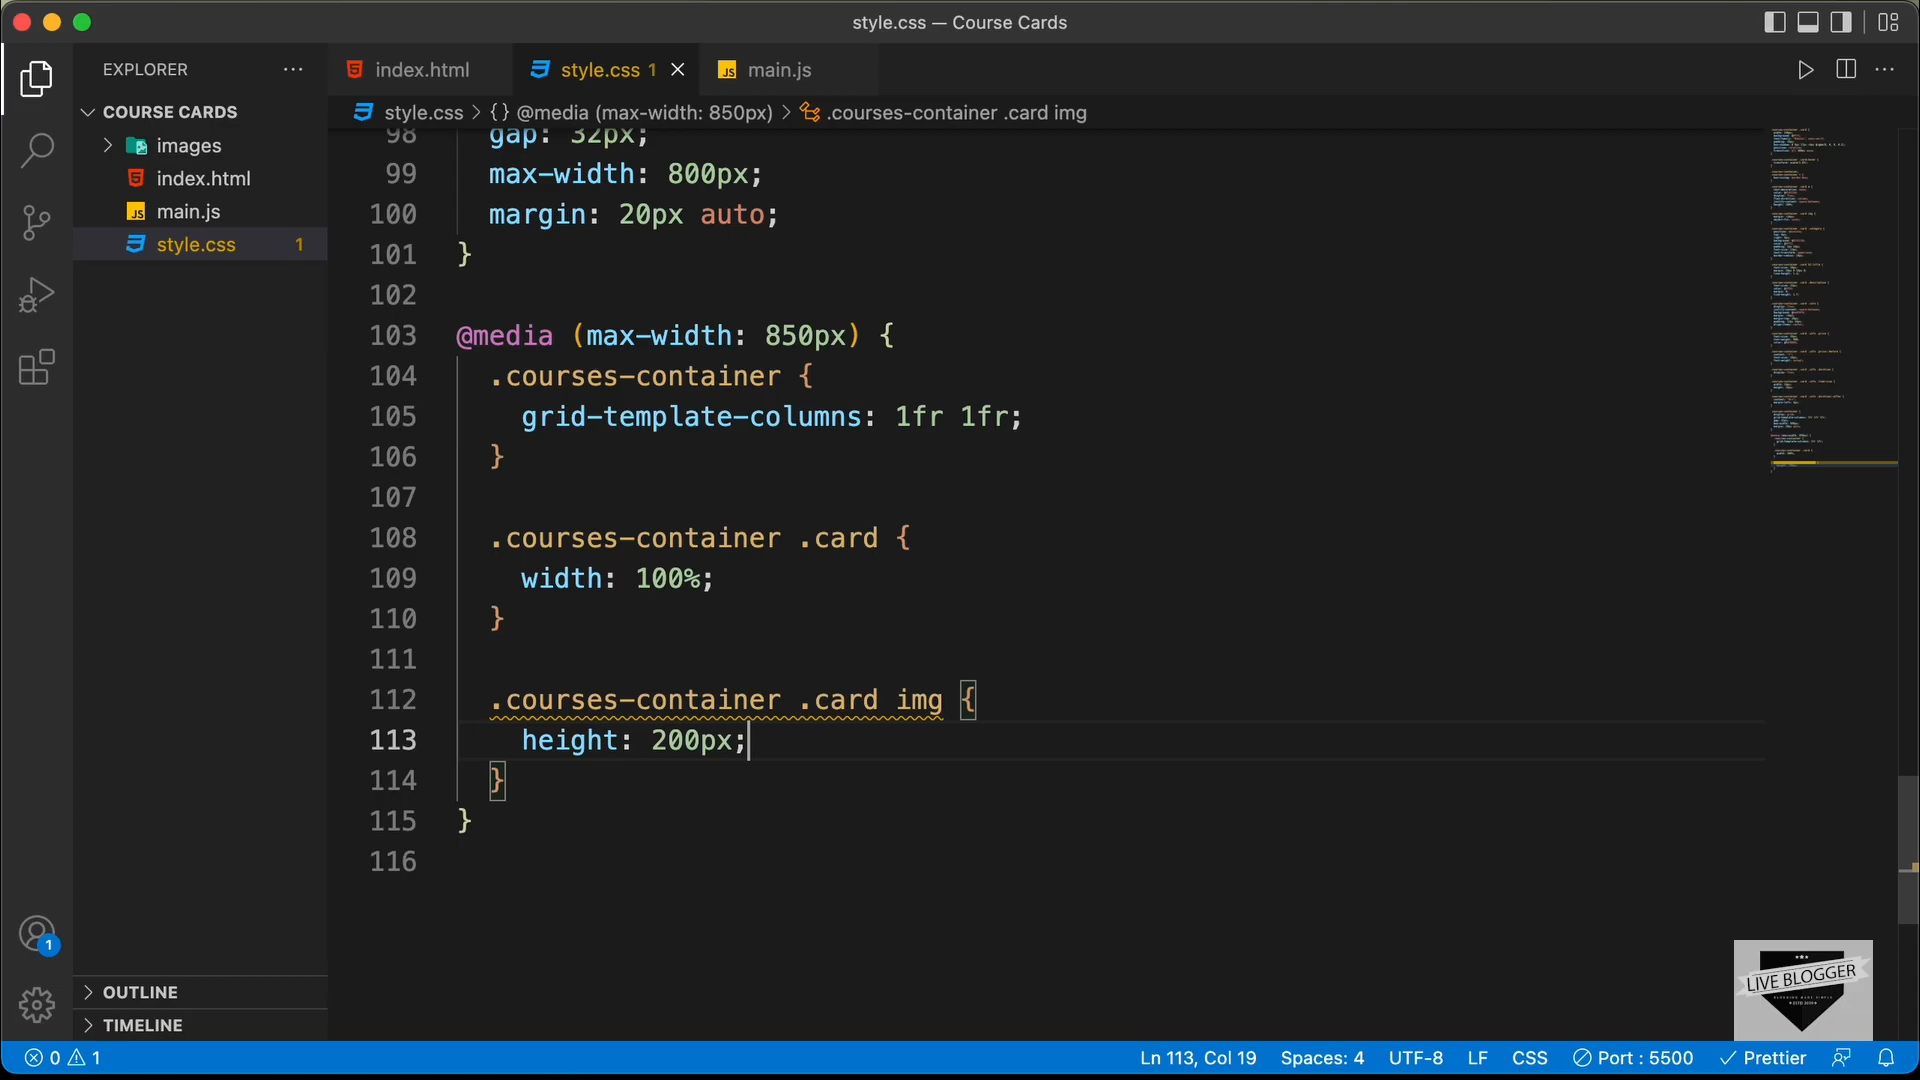 style.css — Course Cards
EXPLORER
index.html
style.css 1
main.js
COURSE CARDS
style.css > {} @media (max-width: 850px) > .courses-container .card img
images
index.html
main.js
style.css 1
98 gap: 32px;
99 max-width: 800px;
100 margin: 20px auto;
101 }
102
103 @media (max-width: 850px) {
104 .courses-container {
105 grid-template-columns: 1fr 1fr;
106 }
107
108 .courses-container .card {
109 width: 100%;
110 }
111
112 .courses-container .card img {
113 height: 200px;
114 }
115 }
116
1
OUTLINE
TIMELINE
LIVE BLOGGER
0 1
Ln 113, Col 19
Spaces: 4
UTF-8
LF
CSS
Port : 5500
Prettier